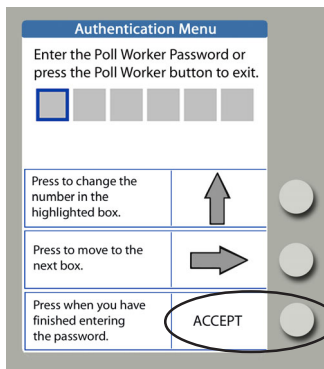 Authentication Menu
Enter the Poll Worker Password or
press the Poll Worker button to exit.
Press to change the
number in the
highlighted box.
Press to move to the
next box.
Press when you have
finished entering
the password.
ACCEPT